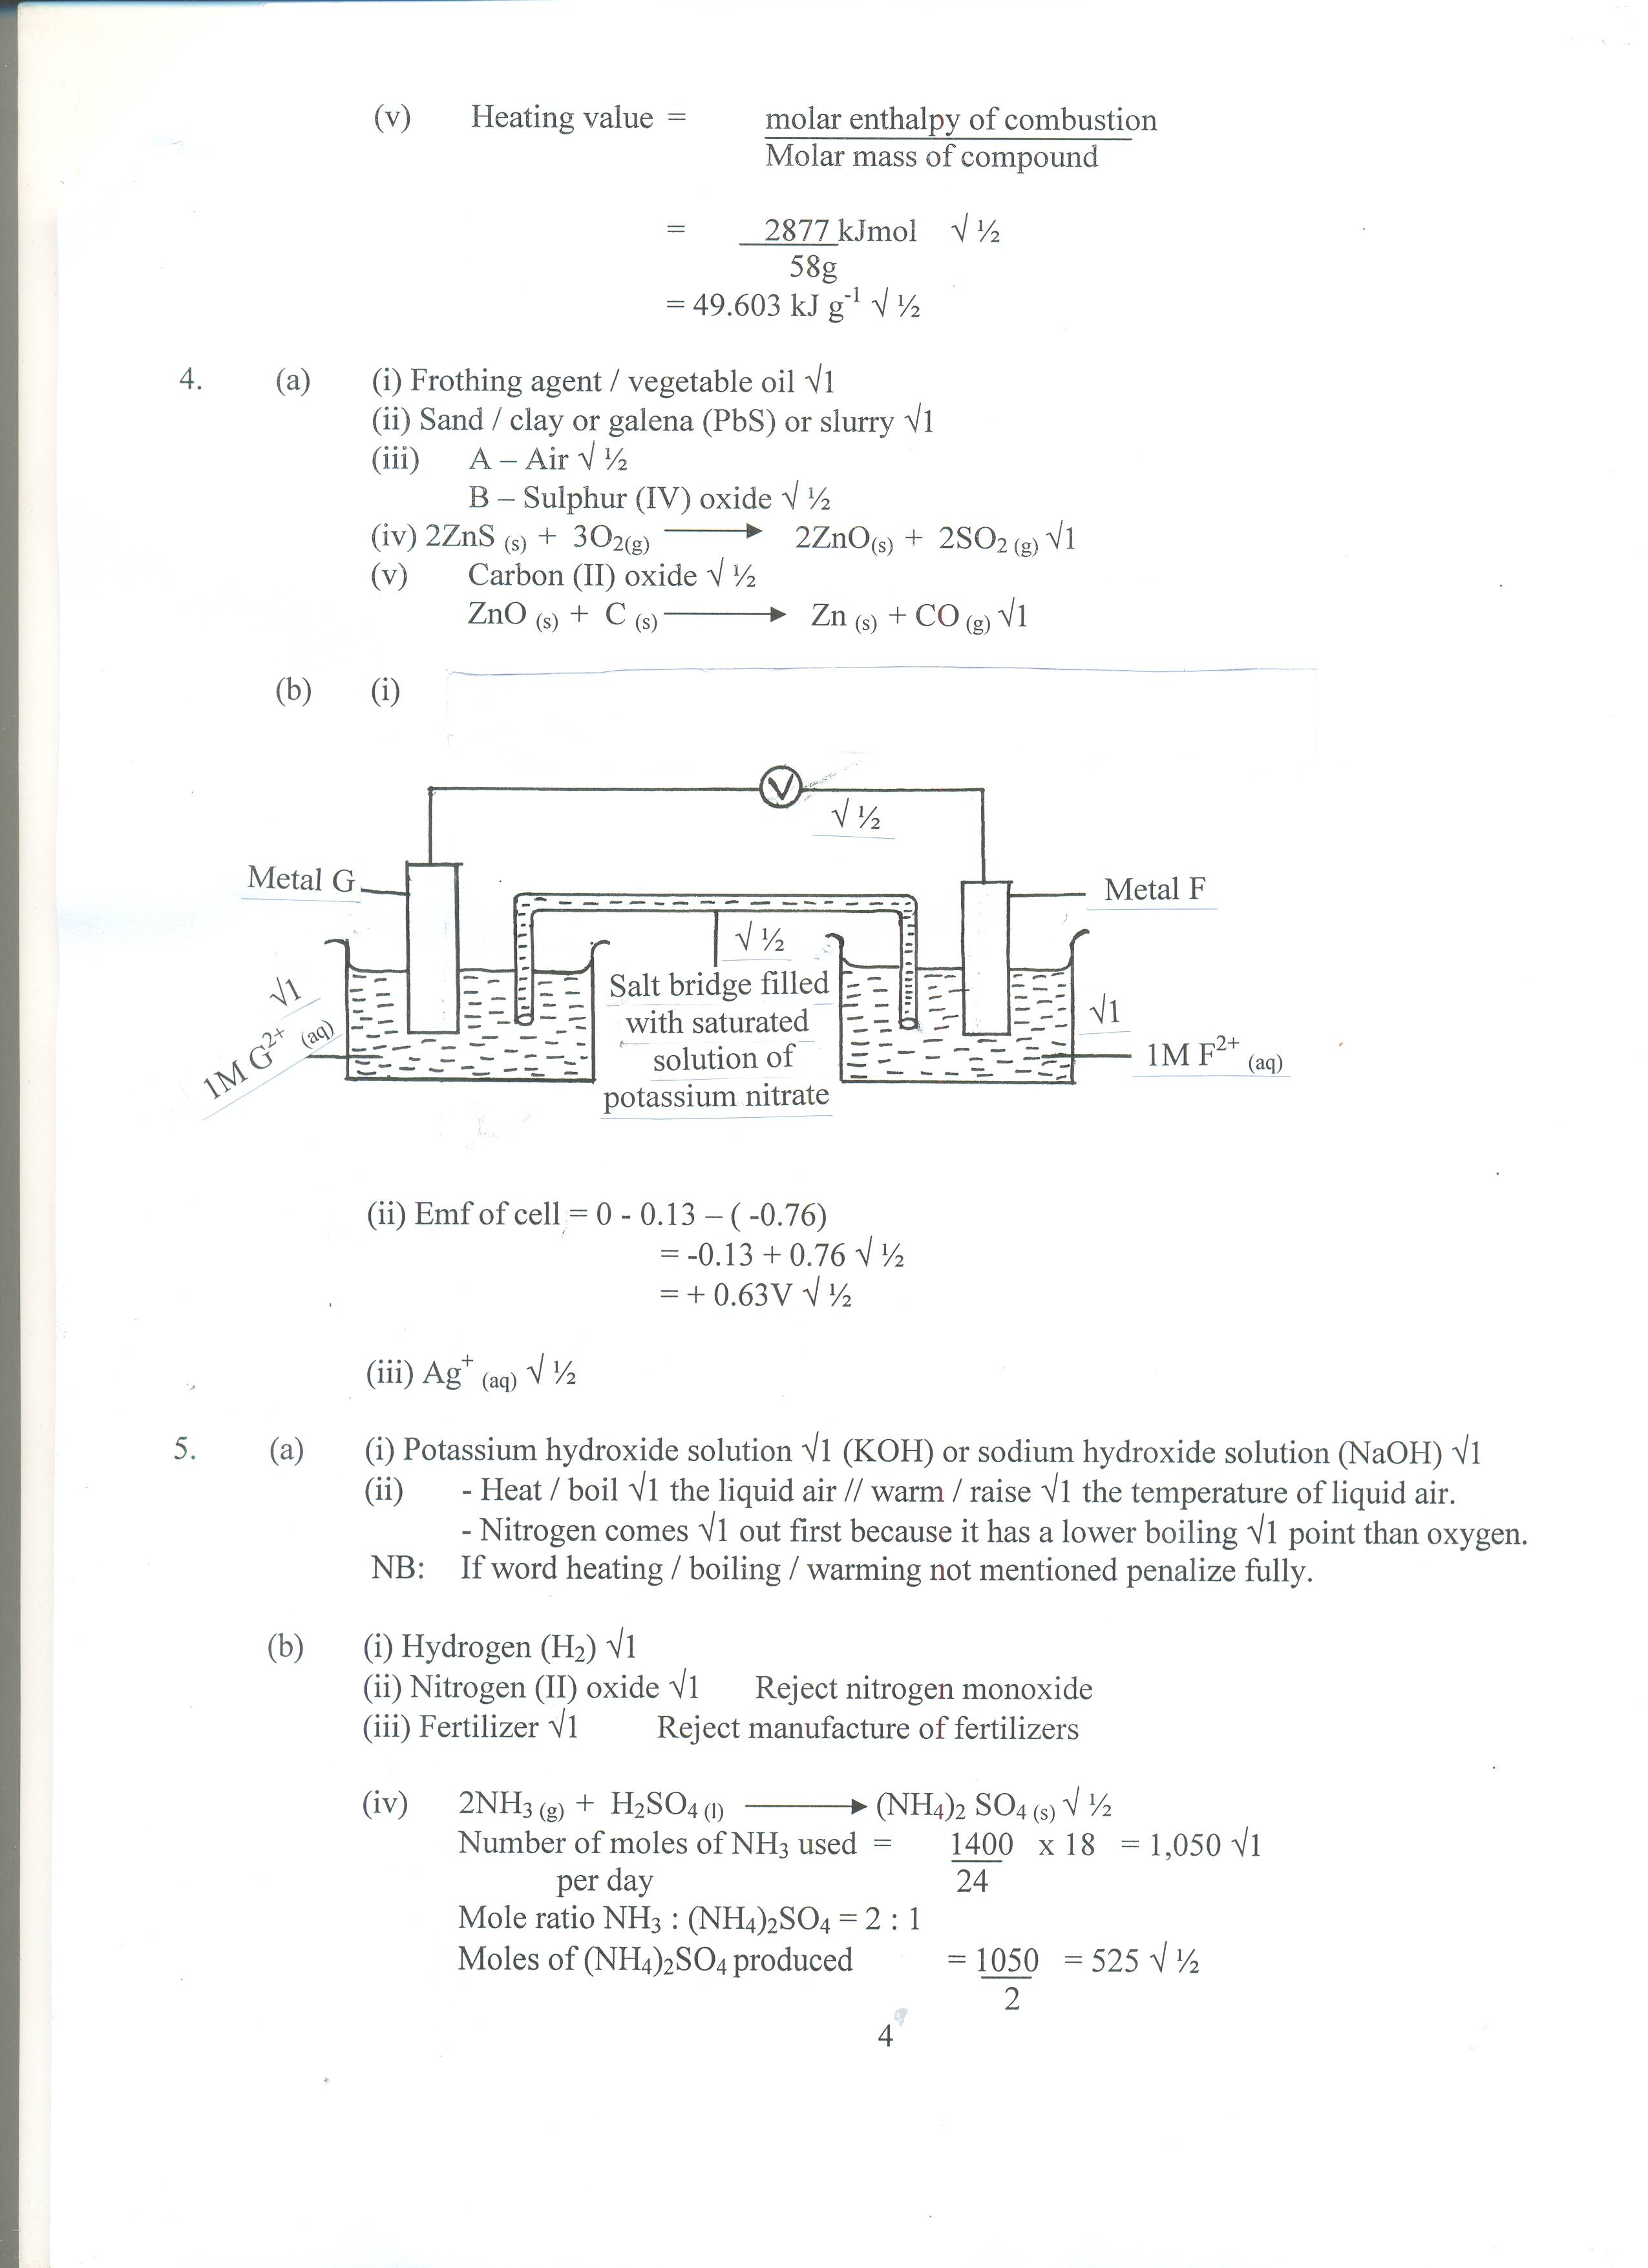 (v) Heating value = molar enthalpy of combustion
Molar mass of compound
= 2877 kJmol √ ½
58g
= 49.603 kJ g⁻¹ √ ½
4. (a) (i) Frothing agent / vegetable oil √1
(ii) Sand / clay or galena (PbS) or slurry √1
(iii) A – Air √ ½
B – Sulphur (IV) oxide √ ½
(iv) 2ZnS (s) + 3O₂(g) ⟶ 2ZnO(s) + 2SO₂ (g) √1
(v) Carbon (II) oxide √ ½
ZnO (s) + C (s) ⟶ Zn (s) + CO (g) √1
(b) (i)
V
√ ½
Metal G
Metal F
√ ½
Salt bridge filled
with saturated
solution of
potassium nitrate
√1
1M G²⁺ (aq)
√1
1M F²⁺ (aq)
(ii) Emf of cell = 0 - 0.13 – ( -0.76)
= -0.13 + 0.76 √ ½
= + 0.63V √ ½
(iii) Ag⁺ (aq) √ ½
5. (a) (i) Potassium hydroxide solution √1 (KOH) or sodium hydroxide solution (NaOH) √1
(ii) - Heat / boil √1 the liquid air // warm / raise √1 the temperature of liquid air.
- Nitrogen comes √1 out first because it has a lower boiling √1 point than oxygen.
NB: If word heating / boiling / warming not mentioned penalize fully.
(b) (i) Hydrogen (H₂) √1
(ii) Nitrogen (II) oxide √1 Reject nitrogen monoxide
(iii) Fertilizer √1 Reject manufacture of fertilizers
(iv) 2NH₃ (g) + H₂SO₄ (l) ⟶ (NH₄)₂ SO₄ (s) √ ½
Number of moles of NH₃ used = 1400 x 18 = 1,050 √1
per day 24
Mole ratio NH₃ : (NH₄)₂SO₄ = 2 : 1
Moles of (NH₄)₂SO₄ produced = 1050 = 525 √ ½
2
4